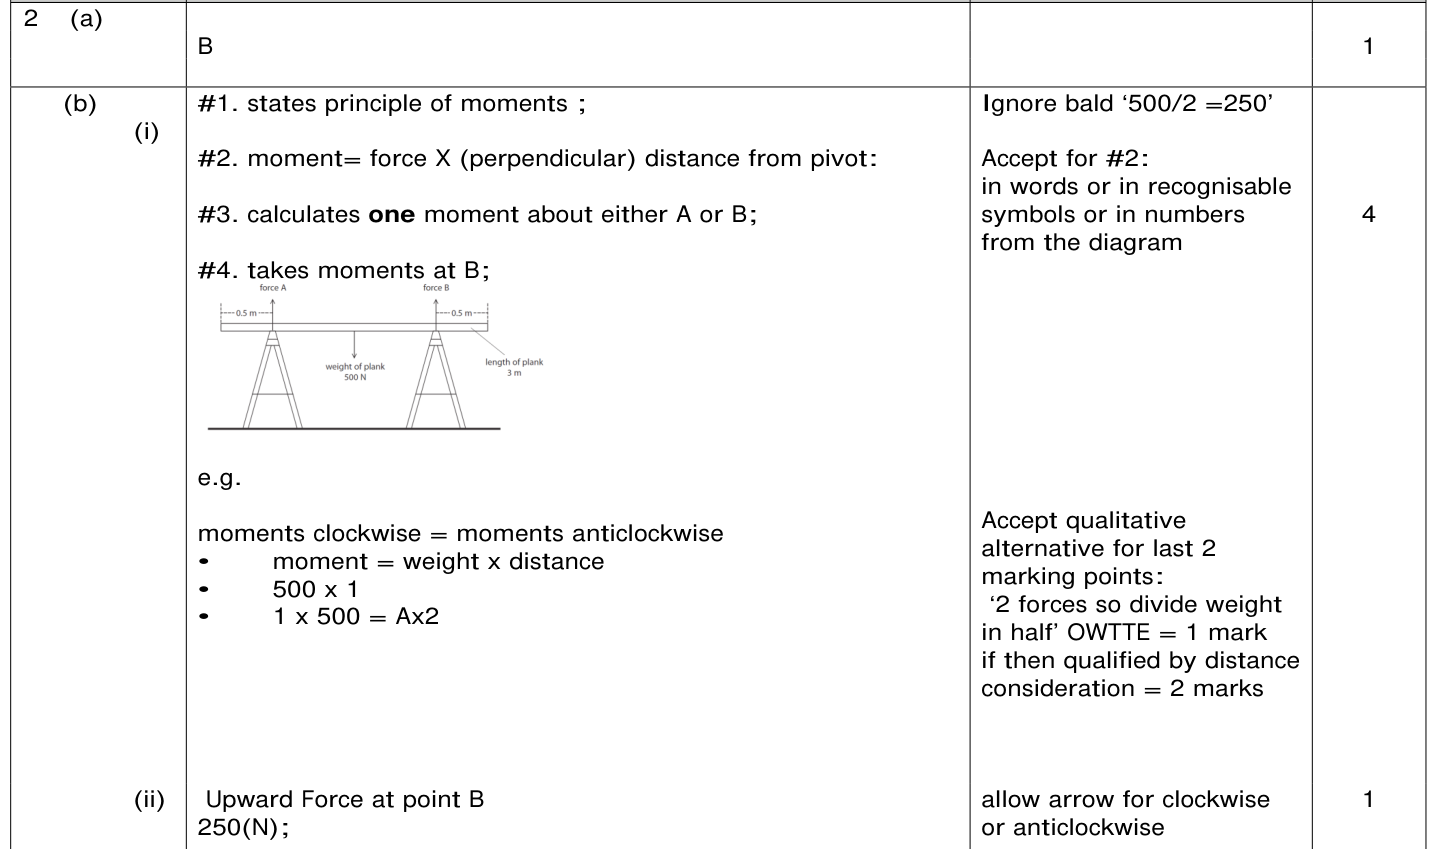 2 (a)
B
1
(b)
(i)
#1. states principle of moments ;
#2. moment= force X (perpendicular) distance from pivot:
#3. calculates one moment about either A or B;
#4. takes moments at B;
Ignore bald ‘500/2 =250’
Accept for #2:
in words or in recognisable
symbols or in numbers
from the diagram
4
force A
force B
0.5 m
0.5 m
weight of plank
500 N
length of plank
3 m
e.g.
moments clockwise = moments anticlockwise
• moment = weight x distance
• 500 x 1
• 1 x 500 = Ax2
Accept qualitative
alternative for last 2
marking points:
‘2 forces so divide weight
in half’ OWTTE = 1 mark
if then qualified by distance
consideration = 2 marks
(ii)
Upward Force at point B
250(N);
allow arrow for clockwise
or anticlockwise
1